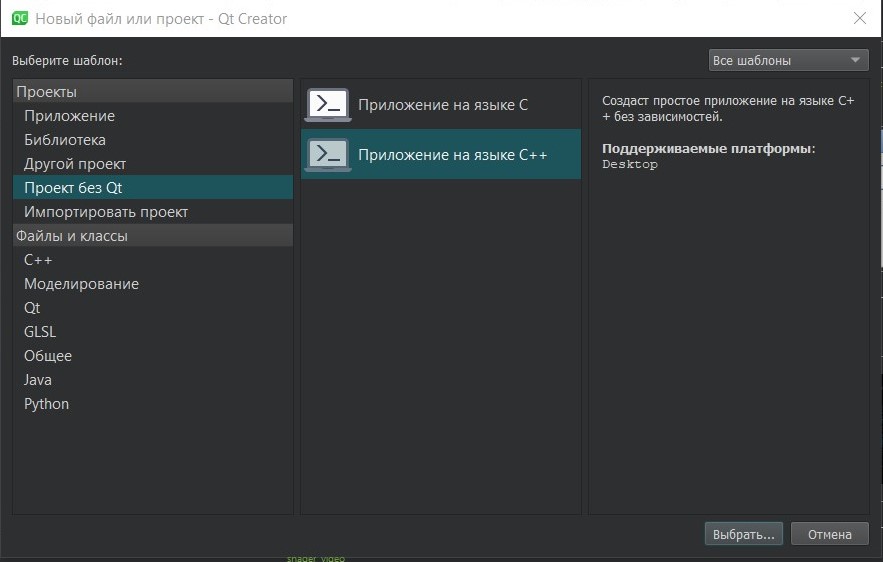 QC Новый файл или проект - Qt Creator
Выберите шаблон:
Все шаблоны
Проекты
Приложение
Библиотека
Другой проект
Проект без Qt
Импортировать проект
Файлы и классы
C++
Моделирование
Qt
GLSL
Общее
Java
Python
Приложение на языке C
Приложение на языке C++
Создаст простое приложение на языке C+
+ без зависимостей.
Поддерживаемые платформы:
Desktop
Выбрать...
Отмена
shader_video